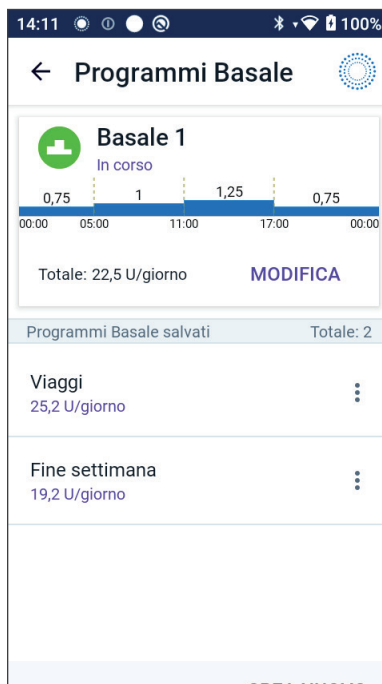 14:11 100%
Programmi Basale
Basale 1
In corso
0,75 1 1,25 0,75
00:00 05:00 11:00 17:00 00:00
Totale: 22,5 U/giorno MODIFICA
Programmi Basale salvati Totale: 2
Viaggi
25,2 U/giorno
Fine settimana
19,2 U/giorno